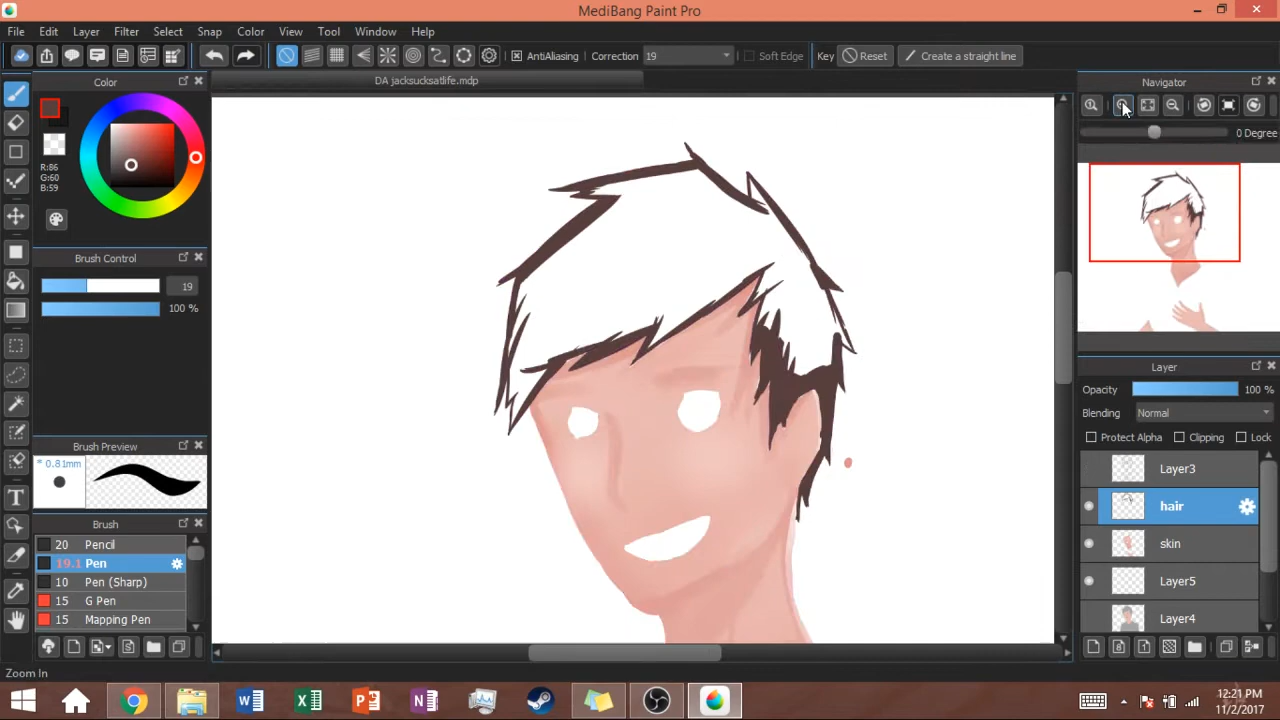 MediBang Paint Pro
File Edit Layer Filter Select Snap Color View Tool Window Help
AntiAliasing Correction 19 Soft Edge Key Reset Create a straight line
Color
DA jacksucksatlife.mdp
Navigator
R:86
G:60
B:59
0 Degree
Brush Control
19
100 %
Brush Preview
* 0.81mm
Brush
20 Pencil
19.1 Pen
10 Pen (Sharp)
15 G Pen
15 Mapping Pen
Layer
Opacity 100 %
Blending Normal
Protect Alpha Clipping Lock
Layer3
hair
skin
Layer5
Layer4
Zoom In
12:21 PM
11/2/2017